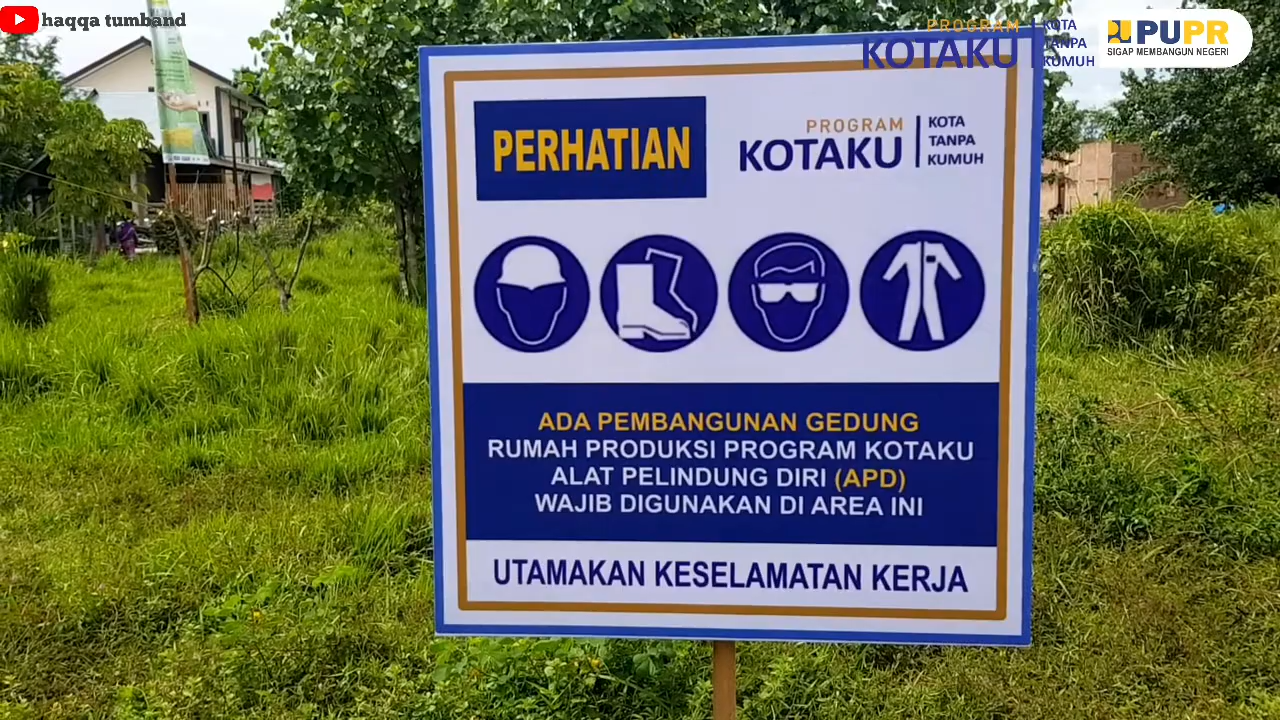 haqqa tumband
PROGRAM
KOTAKU
KOTA
TANPA
KUMUH
PUPR
SIGAP MEMBANGUN NEGERI
PERHATIAN
PROGRAM
KOTAKU
KOTA
TANPA
KUMUH
ADA PEMBANGUNAN GEDUNG
RUMAH PRODUKSI PROGRAM KOTAKU
ALAT PELINDUNG DIRI (APD)
WAJIB DIGUNAKAN DI AREA INI
UTAMAKAN KESELAMATAN KERJA